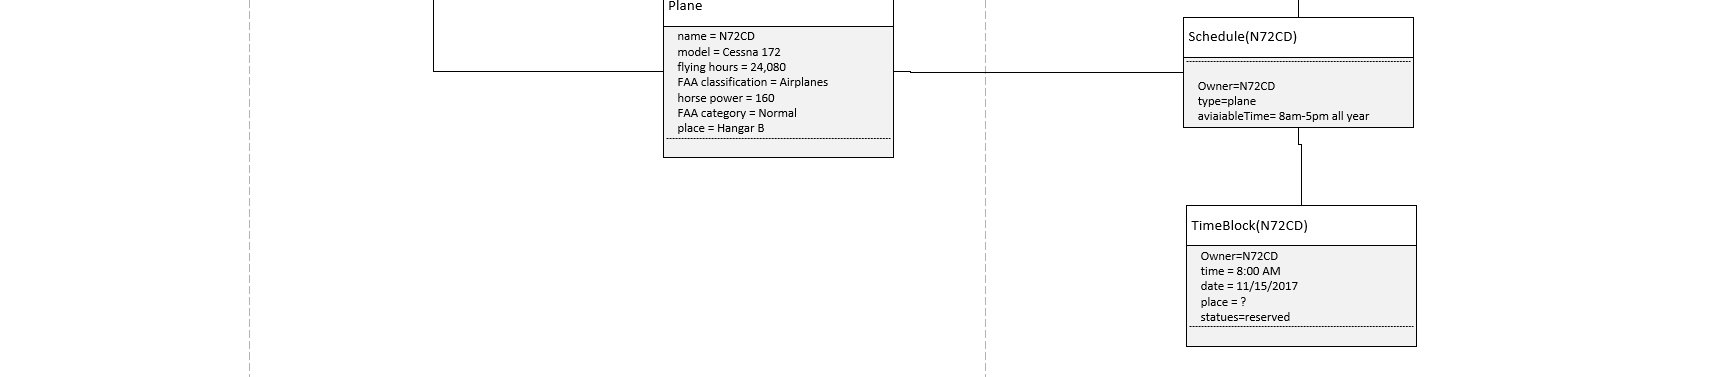 Plane
name = N72CD
model = Cessna 172
flying hours = 24,080
FAA classification = Airplanes
horse power = 160
FAA category = Normal
place = Hangar B
Schedule(N72CD)
Owner=N72CD
type=plane
aviaiableTime= 8am-5pm all year
TimeBlock(N72CD)
Owner=N72CD
time = 8:00 AM
date = 11/15/2017
place = ?
statues=reserved